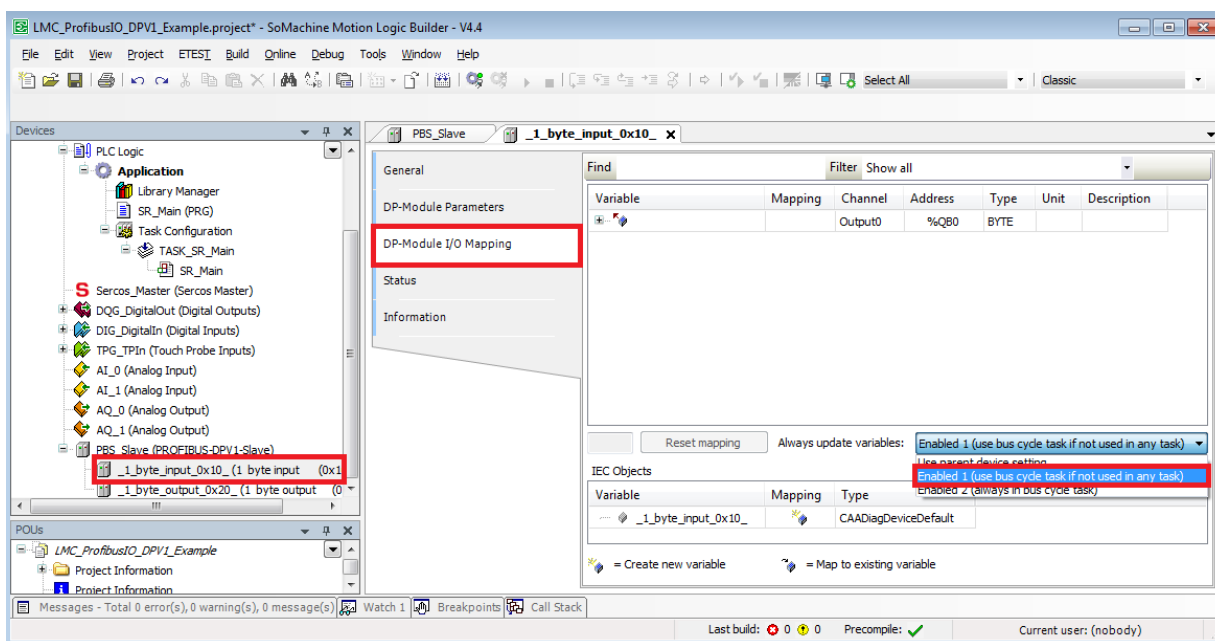 LMC_ProfibusIO_DPV1_Example.project* - SoMachine Motion Logic Builder - V4.4
File Edit View Project ETEST Build Online Debug Tools Window Help
Select All Classic
Devices
PLC Logic
Application
Library Manager
SR_Main (PRG)
Task Configuration
TASK_SR_Main
SR_Main
Sercos_Master (Sercos Master)
DQG_DigitalOut (Digital Outputs)
DIG_DigitalIn (Digital Inputs)
TPG_TPIn (Touch Probe Inputs)
AI_0 (Analog Input)
AI_1 (Analog Input)
AQ_0 (Analog Output)
AQ_1 (Analog Output)
PBS_Slave (PROFIBUS-DPV1-Slave)
_1_byte_input_0x10_ (1 byte input (0x1
_1_byte_output_0x20_ (1 byte output (0
POUs
LMC_ProfibusIO_DPV1_Example
Project Information
Project Information
PBS_Slave _1_byte_input_0x10_
General
DP-Module Parameters
DP-Module I/O Mapping
Status
Information
Find Filter Show all
Variable Mapping Channel Address Type Unit Description
Output0 %QB0 BYTE
Reset mapping Always update variables: Enabled 1 (use bus cycle task if not used in any task)
Use parent device setting
Enabled 1 (use bus cycle task if not used in any task)
Enabled 2 (always in bus cycle task)
IEC Objects
Variable Mapping Type
_1_byte_input_0x10_ CAADiagDeviceDefault
= Create new variable = Map to existing variable
Messages - Total 0 error(s), 0 warning(s), 0 message(s) Watch 1 Breakpoints Call Stack
Last build: 0 0 Precompile: Current user: (nobody)